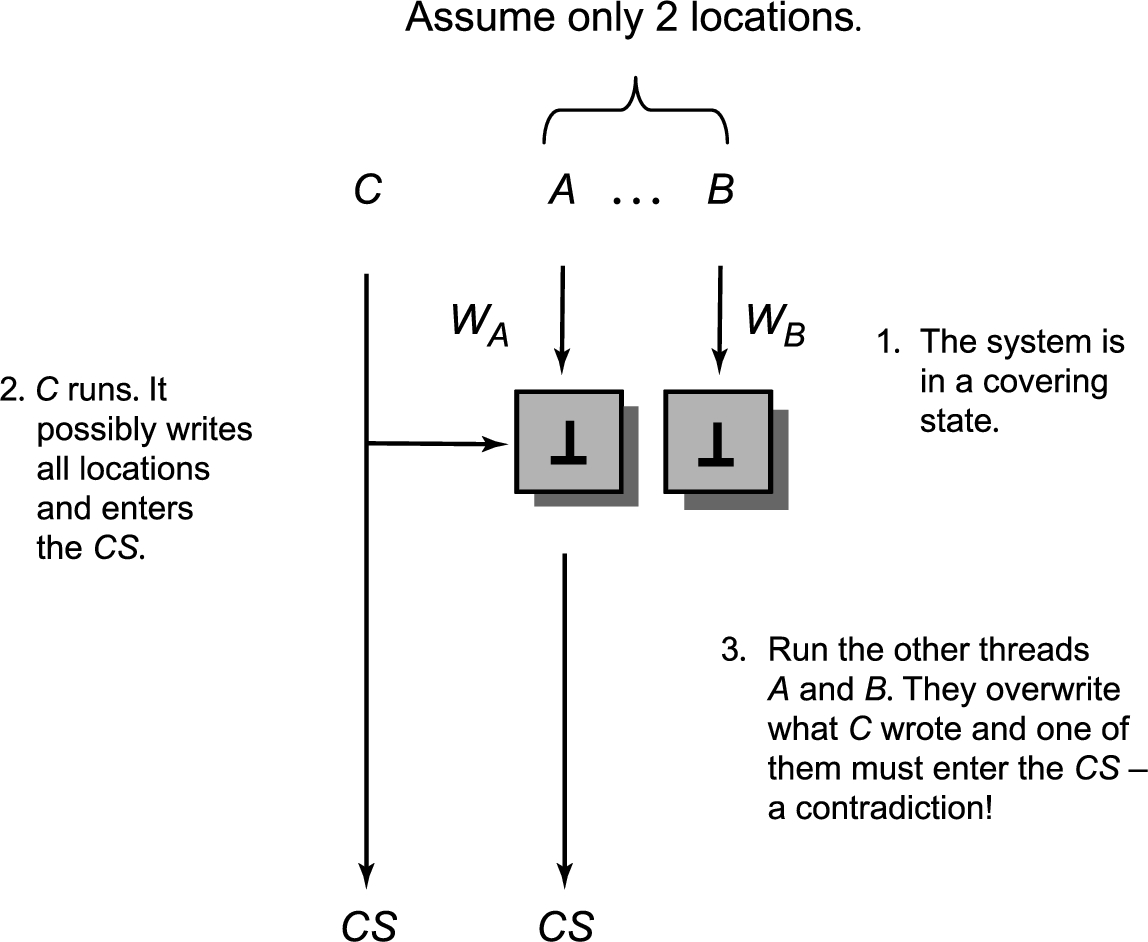 Assume only 2 locations.
C
A ... B
W_A
W_B
1. The system is
in a covering
state.
2. C runs. It
possibly writes
all locations
and enters
the CS.
⊥
⊥
3. Run the other threads
A and B. They overwrite
what C wrote and one of
them must enter the CS –
a contradiction!
CS
CS